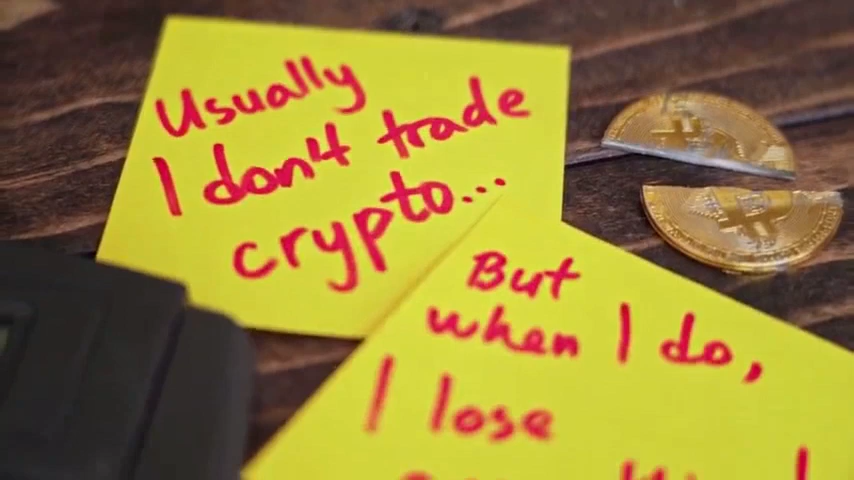 Usually
I don't trade
crypto...
But
when I do,
I lose